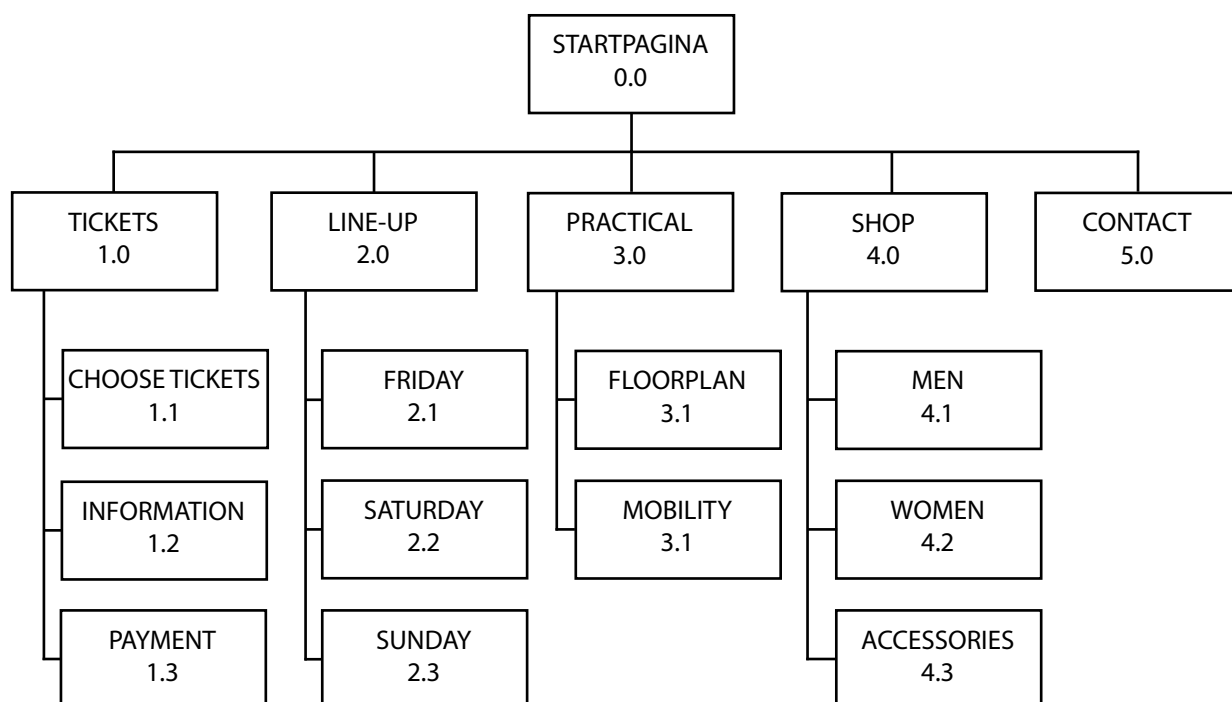 STARTPAGINA
0.0
TICKETS
1.0
LINE-UP
2.0
PRACTICAL
3.0
SHOP
4.0
CONTACT
5.0
CHOOSE TICKETS
1.1
FRIDAY
2.1
FLOORPLAN
3.1
MEN
4.1
INFORMATION
1.2
SATURDAY
2.2
MOBILITY
3.1
WOMEN
4.2
PAYMENT
1.3
SUNDAY
2.3
ACCESSORIES
4.3